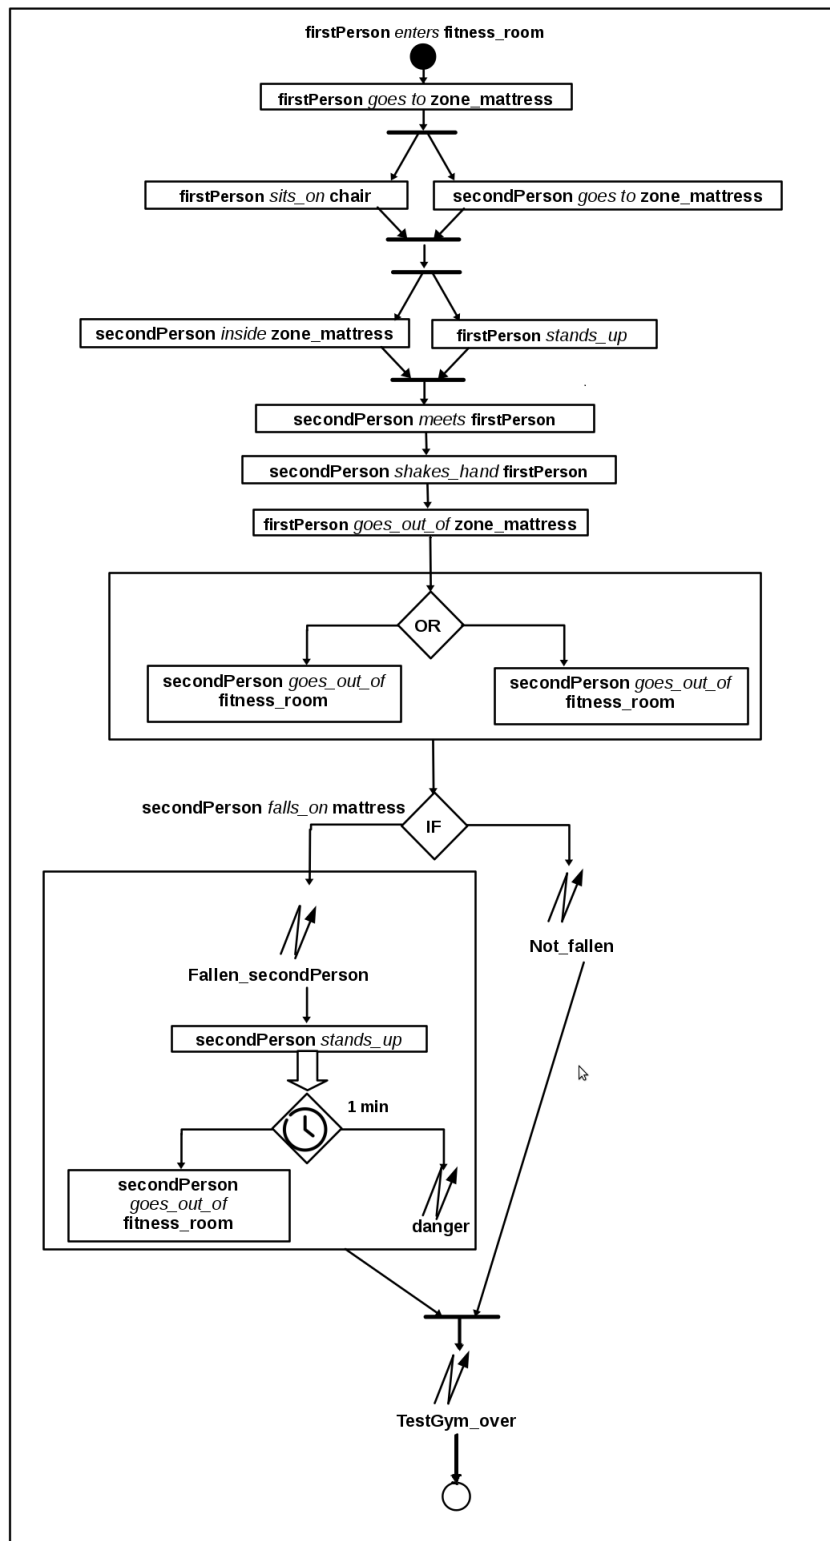 firstPerson enters fitness_room
firstPerson goes to zone_mattress
firstPerson sits_on chair
secondPerson goes to zone_mattress
secondPerson inside zone_mattress
firstPerson stands_up
secondPerson meets firstPerson
secondPerson shakes_hand firstPerson
firstPerson goes_out_of zone_mattress
OR
secondPerson goes_out_of
fitness_room
secondPerson goes_out_of
fitness_room
secondPerson falls_on mattress
IF
Not_fallen
Fallen_secondPerson
secondPerson stands_up
1 min
secondPerson
goes_out_of
fitness_room
danger
TestGym_over